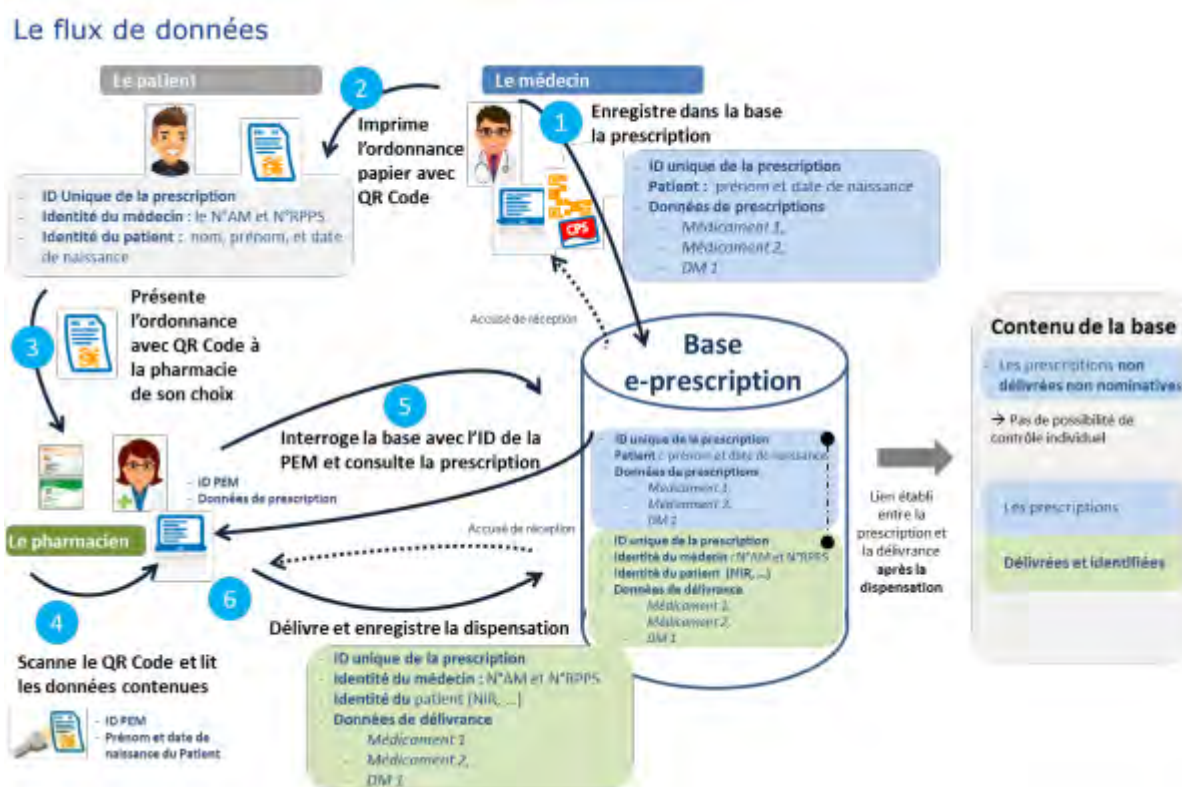 Le flux de données
Le patient
Le médecin
2
Imprime
l'ordonnance
papier avec
QR Code
1
Enregistre dans la base
la prescription
- ID unique de la prescription
Patient : prénom et date de naissance
- Données de prescriptions
- Médicament 1,
- Médicament 2,
- DM 1
CPS
- ID Unique de la prescription
- Identité du médecin : le N°AM et N°RPPS
- Identité du patient : nom, prénom, et date
de naissance
3
Présente
l'ordonnance
avec QR Code à
la pharmacie
de son choix
Accusé de réception
Base
e-prescription
5
Interroge la base avec l'ID de la
PEM et consulte la prescription
- ID PEM
- Données de prescription
Le pharmacien
Accusé de réception
- ID unique de la prescription
Patient : prénom et date de naissance
Données de prescriptions
- Médicament 1
- Médicament 2,
- DM 1
- ID unique de la prescription
Identité du médecin : N°AM et N°RPPS
Identité du patient (NIR, ...)
- Données de délivrance
- Médicament 1,
- Médicament 2,
- DM 1
Lien établi
entre la
prescription et
la délivrance
après la
dispensation
Contenu de la base
- Les prescriptions non
délivrées non nominatives
→ Pas de possibilité de
contrôle individuel
Les prescriptions
Délivrées et identifiées
4
Scanne le QR Code et lit
les données contenues
- ID PEM
- Prénom et date de
naissance du Patient
6
Délivre et enregistre la dispensation
- ID unique de la prescription
- Identité du médecin : N°AM et N°RPPS
Identité du patient (NIR, ...)
Données de délivrance
Médicament 1
- Médicament 2,
- DM 1